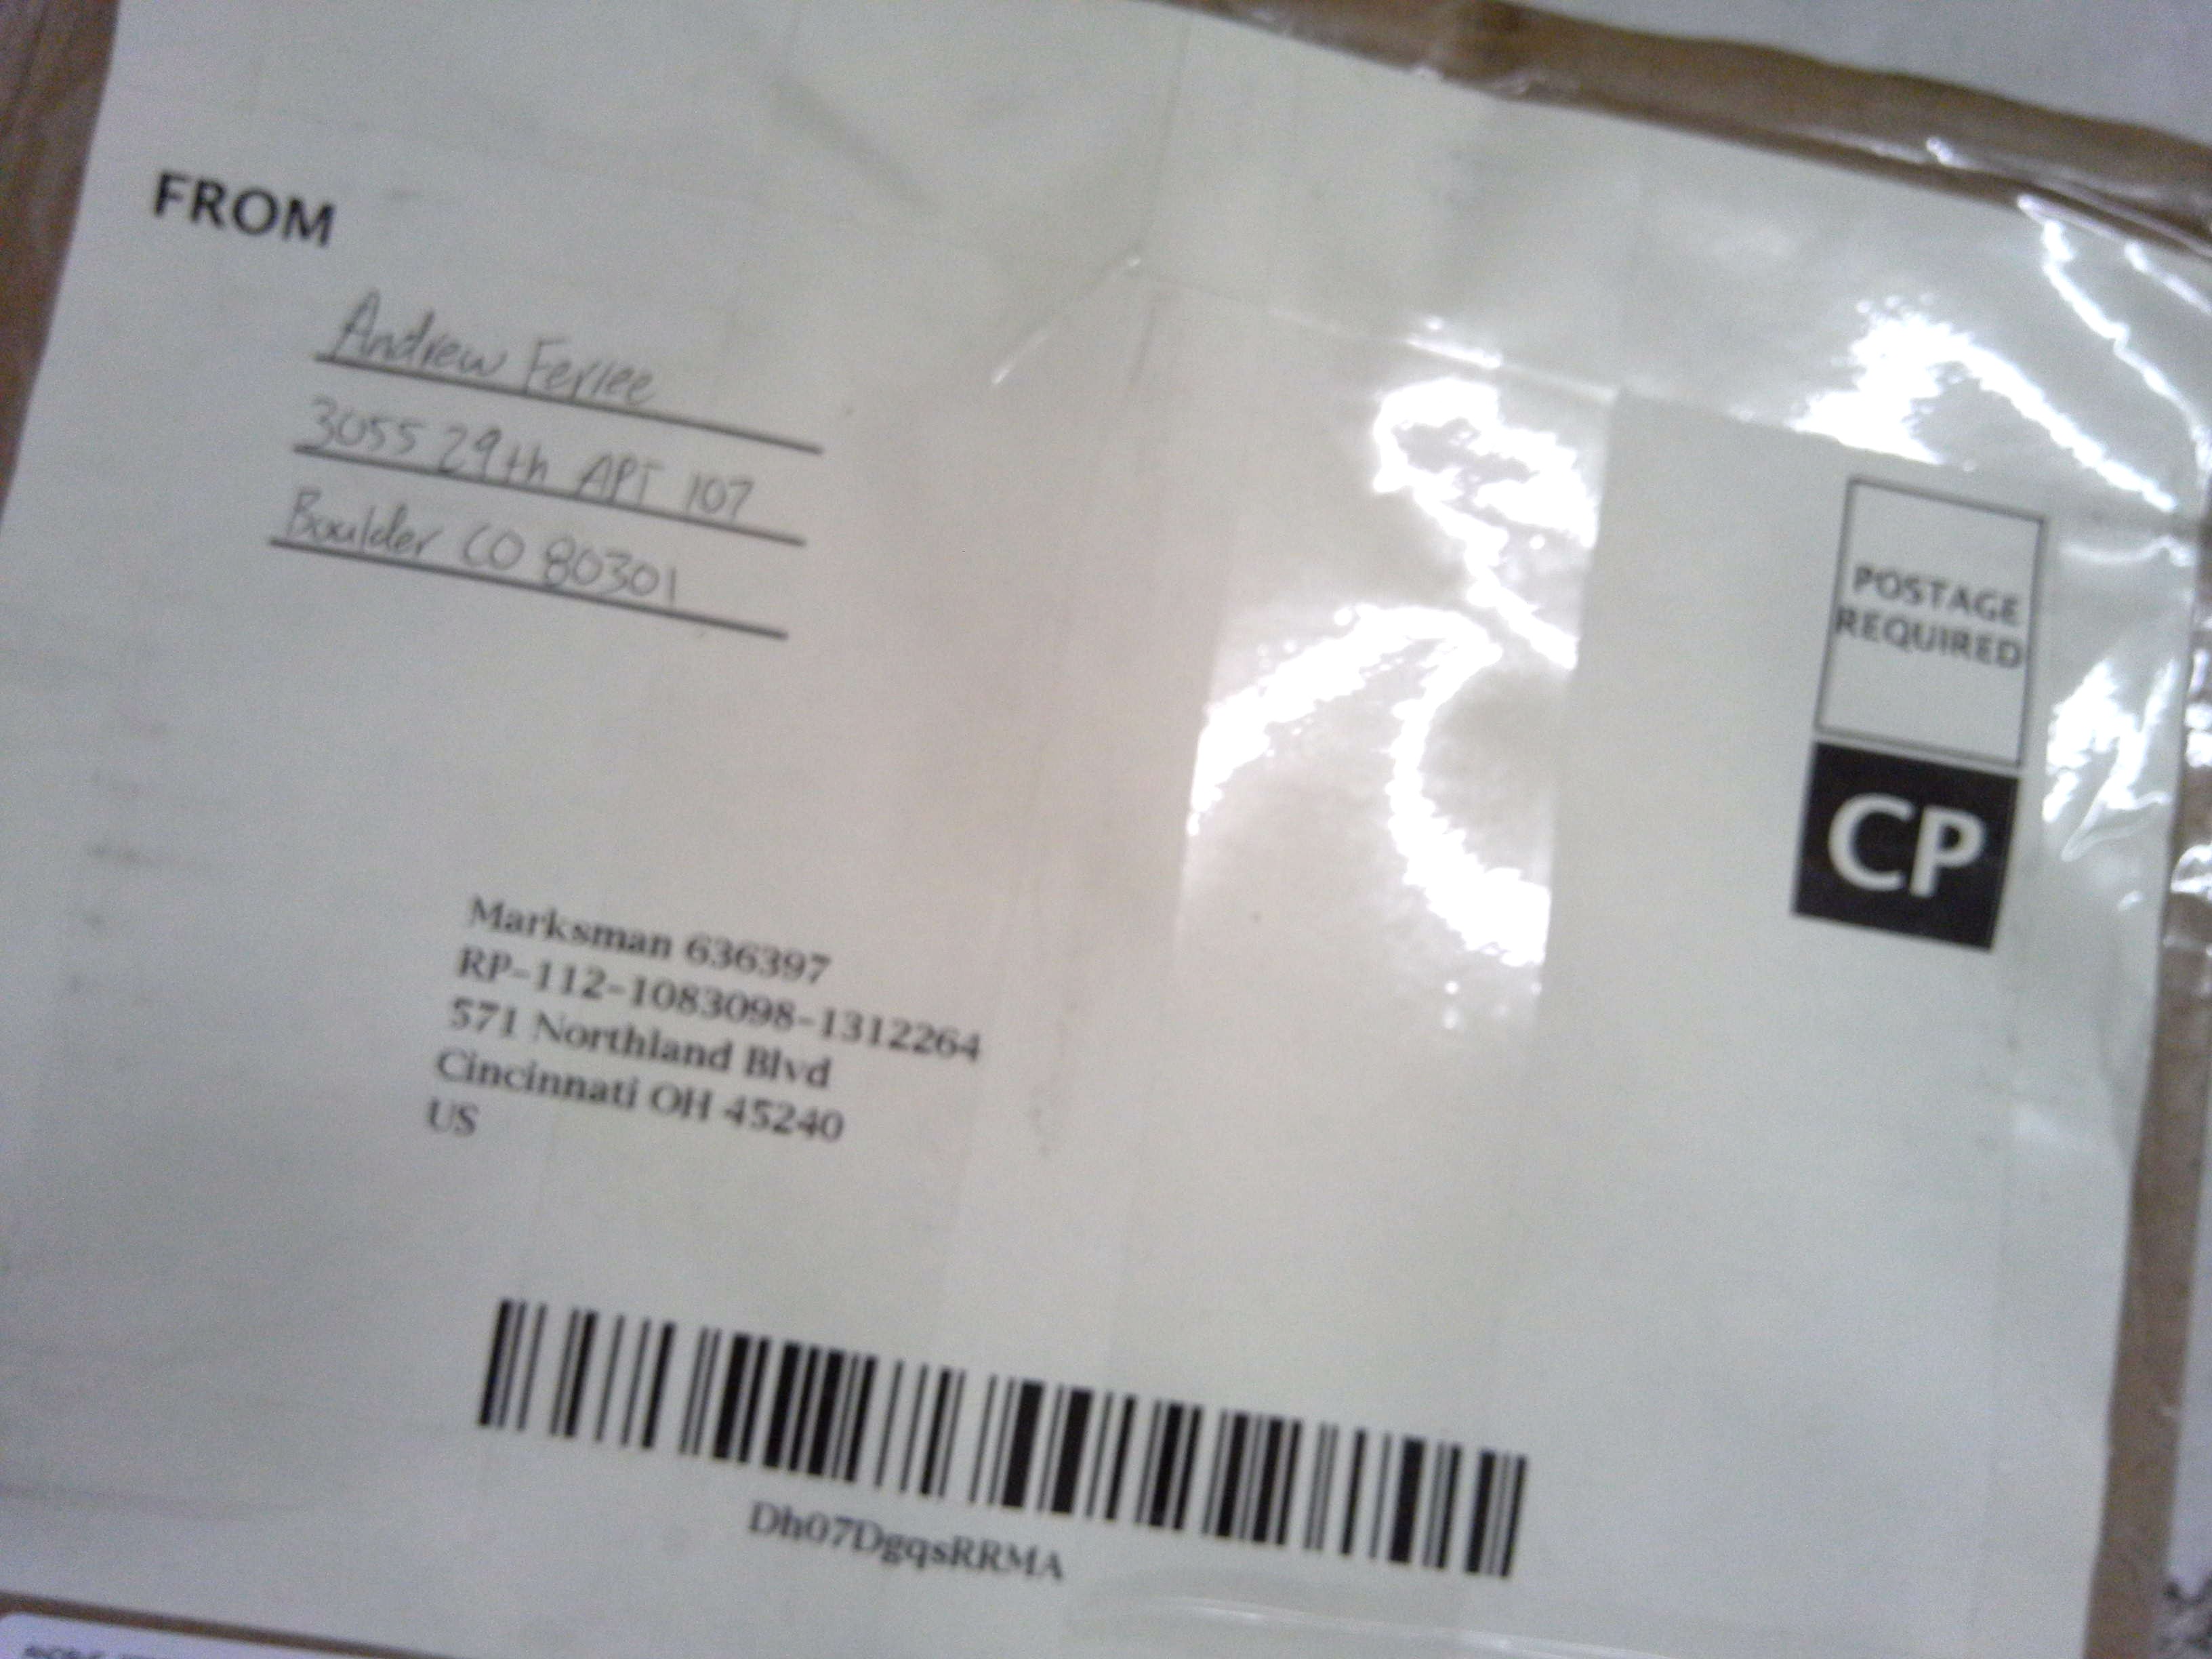 FROM
Andrew Ferree
3055 29th APT 107
Boulder CO 80301
POSTAGE
REQUIRED
CP
Marksman 636397
RP-112-1083098-1312264
571 Northland Blvd
Cincinnati OH 45240
US
Dh07DgqsRRMA